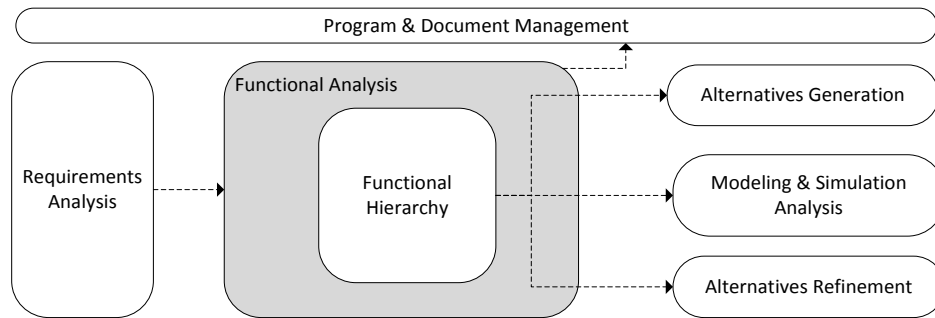 Program & Document Management
Functional Analysis
Requirements
Analysis
Functional
Hierarchy
Alternatives Generation
Modeling & Simulation
Analysis
Alternatives Refinement